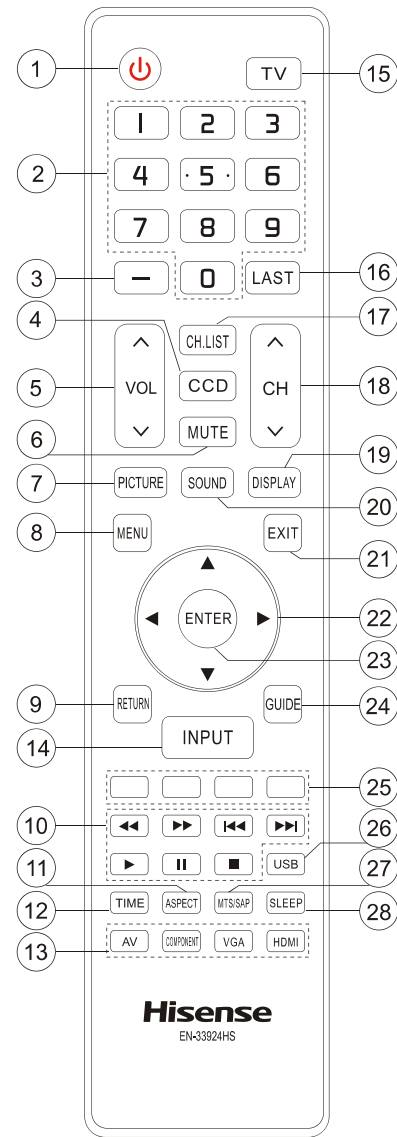 1 TV 15
1 2 3
2 4 ·5· 6
7 8 9
3 – 0 LAST 16
4 CH.LIST 17
5 VOL CCD CH 18
6 MUTE
7 PICTURE SOUND DISPLAY 19
20
8 MENU EXIT 21
ENTER 22
23
9 RETURN GUIDE 24
14 INPUT
25
10 26
11 USB 27
12 TIME ASPECT MTS/SAP SLEEP 28
13 AV COMPONENT VGA HDMI
Hisense
EN-33924HS